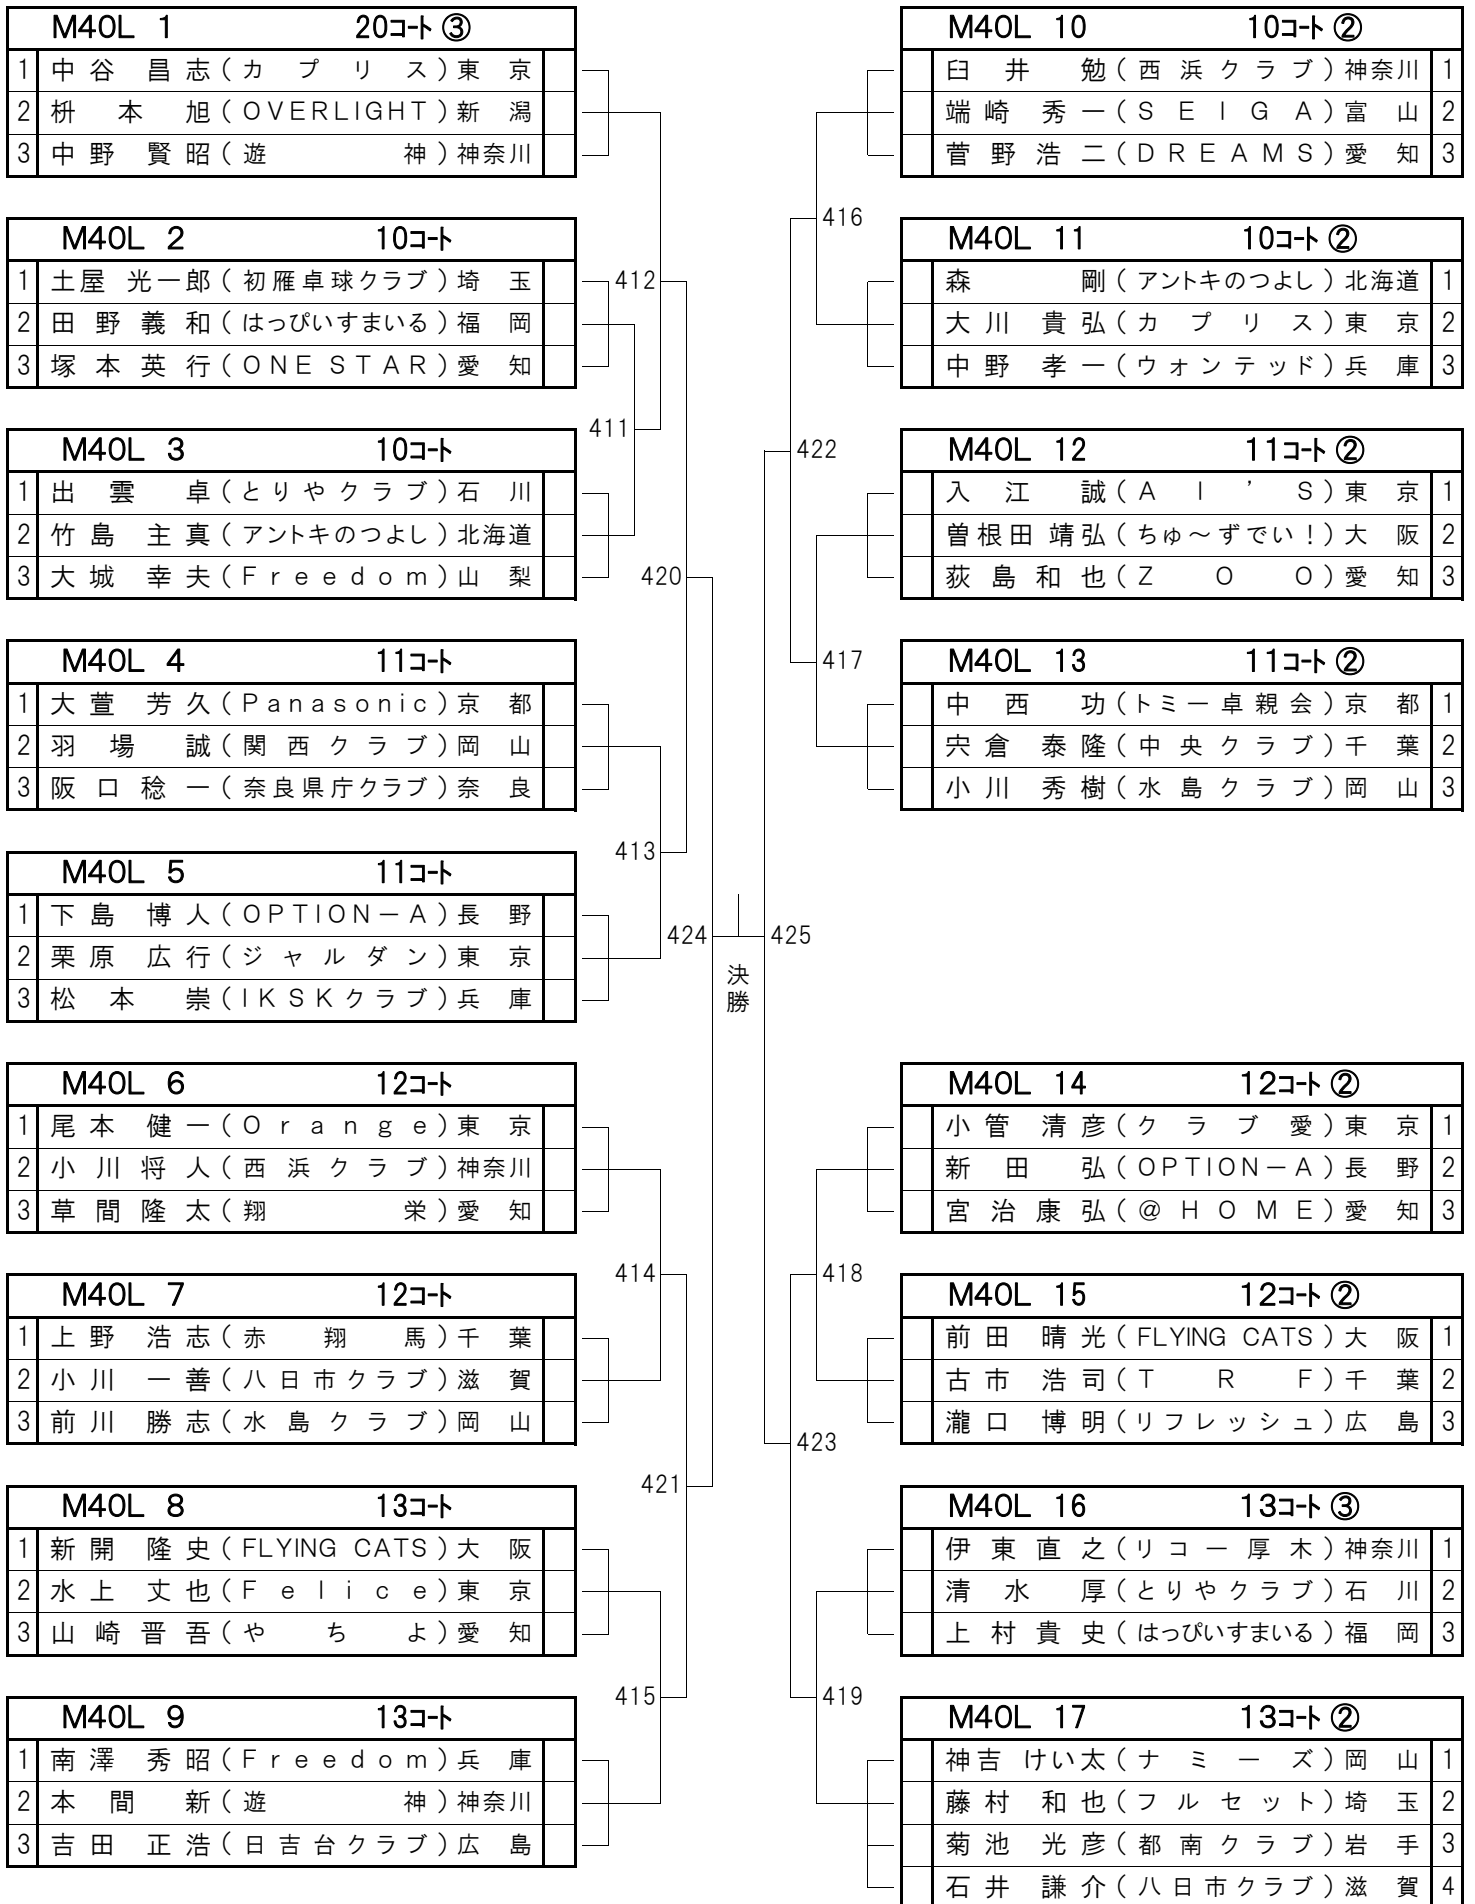 M40L 1 20コート ③
1 中谷 昌志 (カプリス) 東京
2 枡本 旭 (OVERLIGHT) 新潟
3 中野 賢昭 (遊神) 神奈川
M40L 2 10コート
1 土屋 光一郎 (初雁卓球クラブ) 埼玉
2 田野 義和 (はっぴいすまいる) 福岡
3 塚本 英行 (ONE STAR) 愛知
M40L 3 10コート
1 出雲 卓 (とりやクラブ) 石川
2 竹島 主真 (アントキのつよし) 北海道
3 大城 幸夫 (Freedom) 山梨
M40L 4 11コート
1 大萱 芳久 (Panasonic) 京都
2 羽場 誠 (関西クラブ) 岡山
3 阪口 稔一 (奈良県庁クラブ) 奈良
M40L 5 11コート
1 下島 博人 (OPTION－A) 長野
2 栗原 広行 (ジャルダン) 東京
3 松本 崇 (IKSKクラブ) 兵庫
M40L 6 12コート
1 尾本 健一 (Orange) 東京
2 小川 将人 (西浜クラブ) 神奈川
3 草間 隆太 (翔栄) 愛知
M40L 7 12コート
1 上野 浩志 (赤翔馬) 千葉
2 小川 一善 (八日市クラブ) 滋賀
3 前川 勝志 (水島クラブ) 岡山
M40L 8 13コート
1 新開 隆史 (FLYING CATS) 大阪
2 水上 丈也 (Felice) 東京
3 山崎 晋吾 (やちよ) 愛知
M40L 9 13コート
1 南澤 秀昭 (Freedom) 兵庫
2 本間 新 (遊神) 神奈川
3 吉田 正浩 (日吉台クラブ) 広島
412
411
420
413
424
414
421
415
決
勝
425
416
422
417
418
423
419
M40L 10 10コート ②
臼井 勉 (西浜クラブ) 神奈川 1
端崎 秀一 (SEIGA) 富山 2
菅野 浩二 (DREAMS) 愛知 3
M40L 11 10コート ②
森 剛 (アントキのつよし) 北海道 1
大川 貴弘 (カプリス) 東京 2
中野 孝一 (ウォンテッド) 兵庫 3
M40L 12 11コート ②
入江 誠 (AI’S) 東京 1
曽根田 靖弘 (ちゅ～ずでい！) 大阪 2
荻島 和也 (ZOO) 愛知 3
M40L 13 11コート ②
中西 功 (トミー卓親会) 京都 1
宍倉 泰隆 (中央クラブ) 千葉 2
小川 秀樹 (水島クラブ) 岡山 3
M40L 14 12コート ②
小管 清彦 (クラブ愛) 東京 1
新田 弘 (OPTION－A) 長野 2
宮治 康弘 (@HOME) 愛知 3
M40L 15 12コート ②
前田 晴光 (FLYING CATS) 大阪 1
古市 浩司 (TRF) 千葉 2
瀧口 博明 (リフレッシュ) 広島 3
M40L 16 13コート ③
伊東 直之 (リコー厚木) 神奈川 1
清水 厚 (とりやクラブ) 石川 2
上村 貴史 (はっぴいすまいる) 福岡 3
M40L 17 13コート ②
神吉 けい太 (ナミーズ) 岡山 1
藤村 和也 (フルセット) 埼玉 2
菊池 光彦 (都南クラブ) 岩手 3
石井 謙介 (八日市クラブ) 滋賀 4